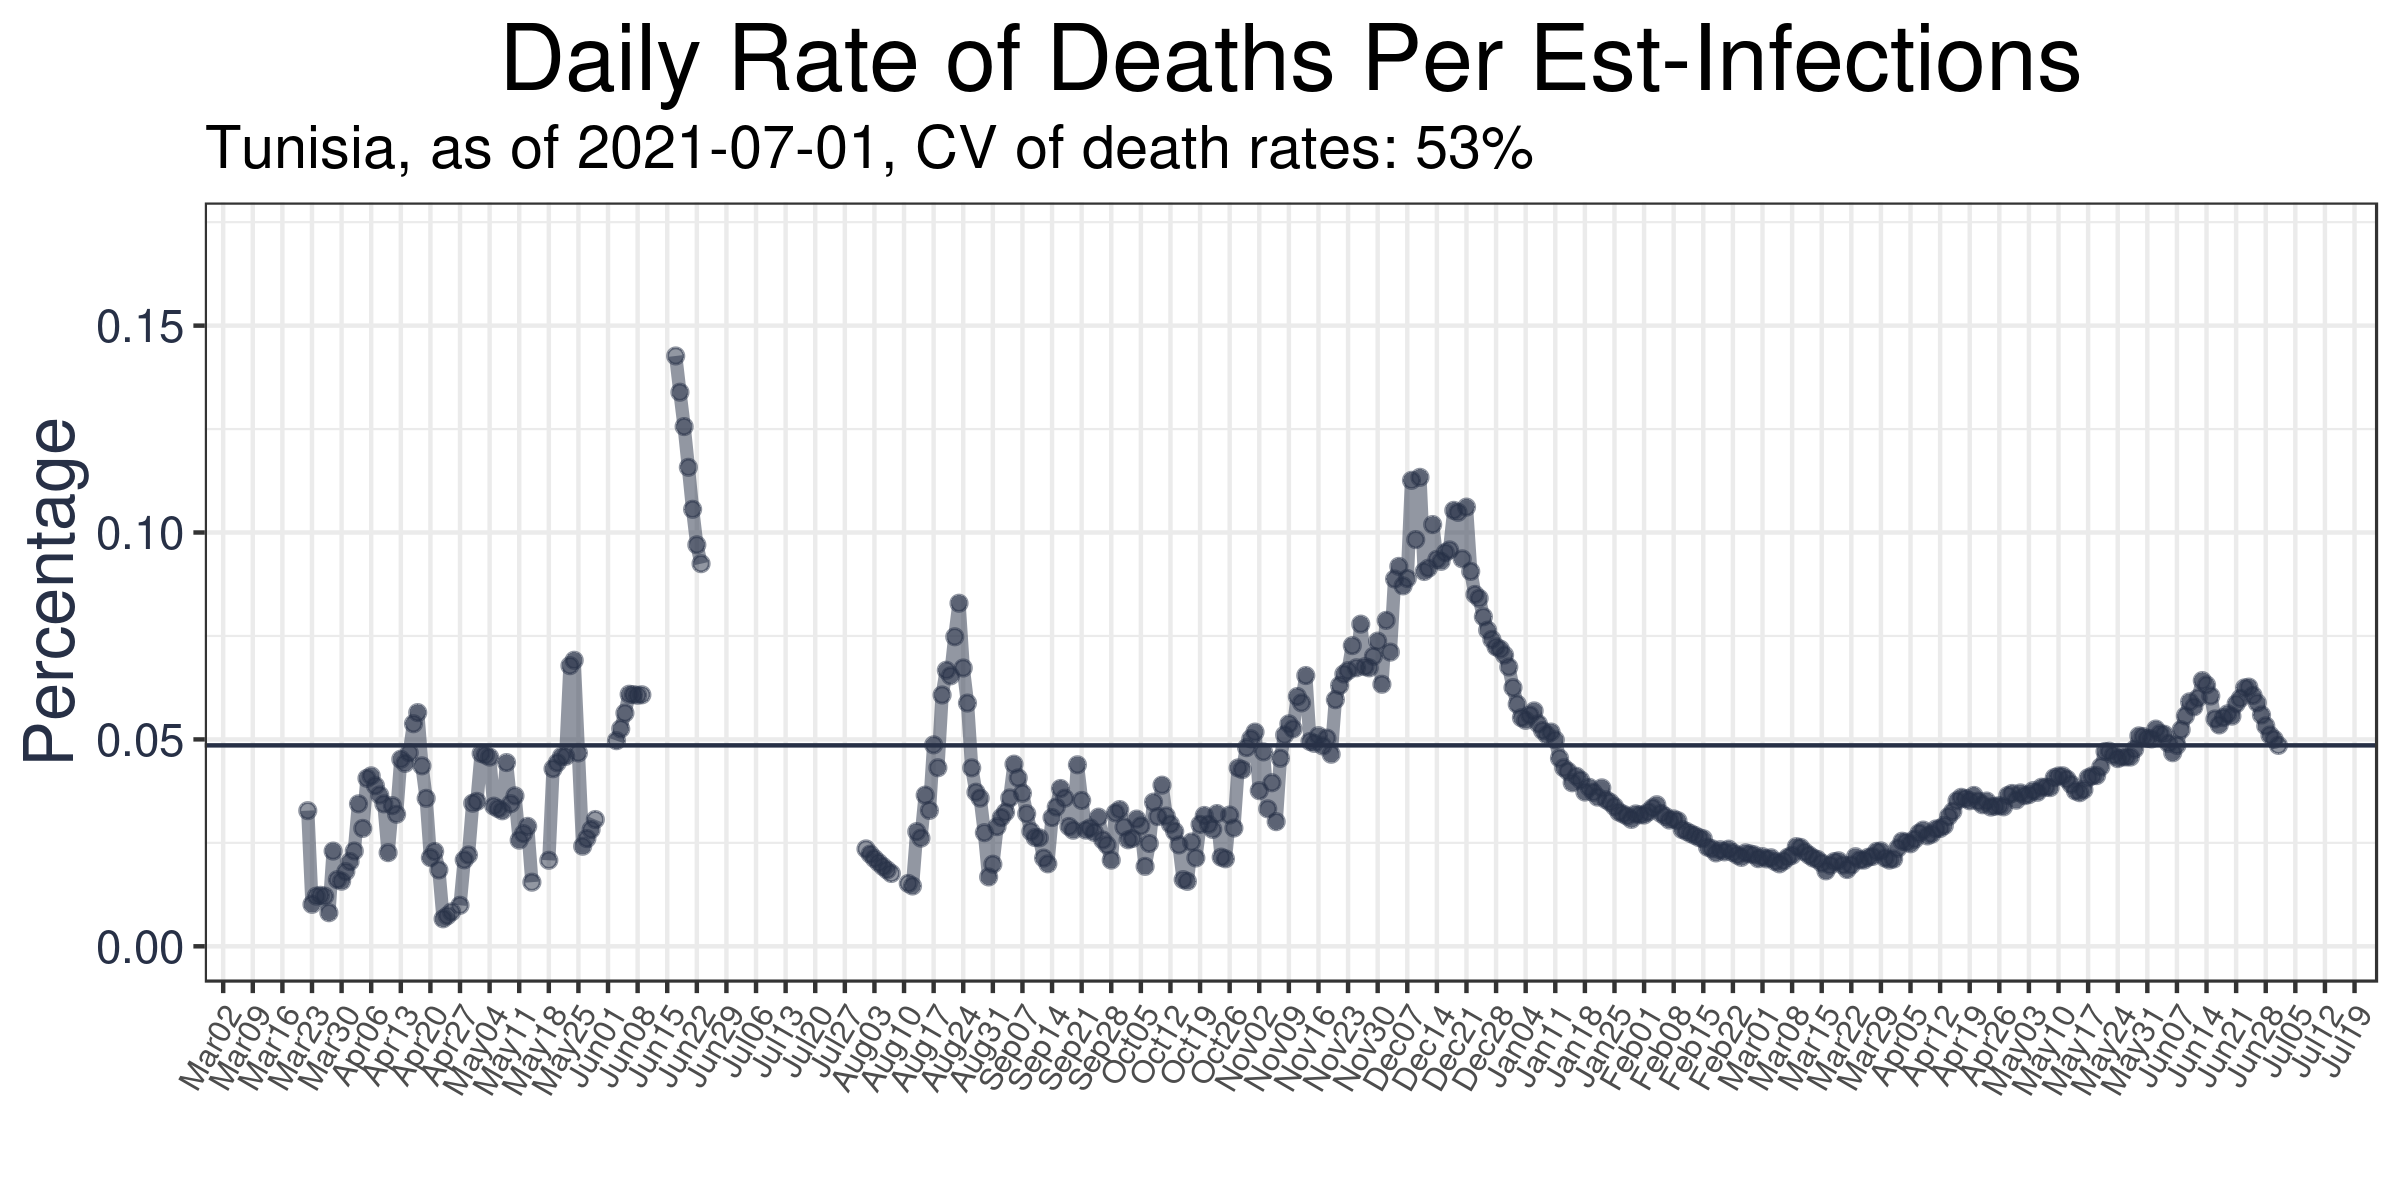 Daily Rate of Deaths Per Est-Infections
Tunisia, as of 2021-07-01, CV of death rates: 53%
Percentage
0.15
0.10
0.05
0.00
Mar02
Mar09
Mar16
Mar23
Mar30
Apr06
Apr13
Apr20
Apr27
May04
May11
May18
May25
Jun01
Jun08
Jun15
Jun22
Jun29
Jul06
Jul13
Jul20
Jul27
Aug03
Aug10
Aug17
Aug24
Aug31
Sep07
Sep14
Sep21
Sep28
Oct05
Oct12
Oct19
Oct26
Nov02
Nov09
Nov16
Nov23
Nov30
Dec07
Dec14
Dec21
Dec28
Jan04
Jan11
Jan18
Jan25
Feb01
Feb08
Feb15
Feb22
Mar01
Mar08
Mar15
Mar22
Mar29
Apr05
Apr12
Apr19
Apr26
May03
May10
May17
May24
May31
Jun07
Jun14
Jun21
Jun28
Jul05
Jul12
Jul19